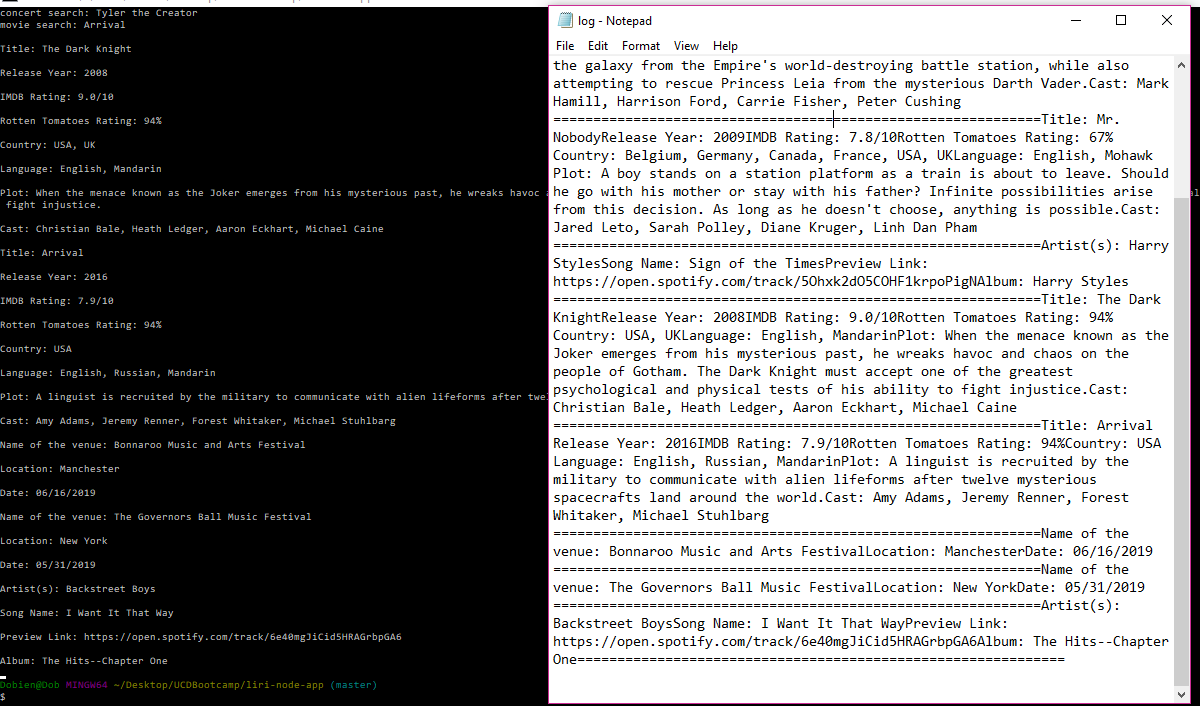 concert search: Tyler the Creator
movie search: Arrival
Title: The Dark Knight
Release Year: 2008
IMDB Rating: 9.0/10
Rotten Tomatoes Rating: 94%
Country: USA, UK
Language: English, Mandarin
Plot: When the menace known as the Joker emerges from his mysterious past, he wreaks havoc
fight injustice.
Cast: Christian Bale, Heath Ledger, Aaron Eckhart, Michael Caine
Title: Arrival
Release Year: 2016
IMDB Rating: 7.9/10
Rotten Tomatoes Rating: 94%
Country: USA
Language: English, Russian, Mandarin
Plot: A linguist is recruited by the military to communicate with alien lifeforms after twe
Cast: Amy Adams, Jeremy Renner, Forest Whitaker, Michael Stuhlbarg
Name of the venue: Bonnaroo Music and Arts Festival
Location: Manchester
Date: 06/16/2019
Name of the venue: The Governors Ball Music Festival
Location: New York
Date: 05/31/2019
Artist(s): Backstreet Boys
Song Name: I Want It That Way
Preview Link: https://open.spotify.com/track/6e40mgJiCid5HRAGrbpGA6
Album: The Hits--Chapter One
Dobien@Dob MINGW64 ~/Desktop/UCDBootcamp/liri-node-app (master)
$
log - Notepad
File Edit Format View Help
the galaxy from the Empire's world-destroying battle station, while also
attempting to rescue Princess Leia from the mysterious Darth Vader.Cast: Mark
Hamill, Harrison Ford, Carrie Fisher, Peter Cushing
=============================================================Title: Mr.
NobodyRelease Year: 2009IMDB Rating: 7.8/10Rotten Tomatoes Rating: 67%
Country: Belgium, Germany, Canada, France, USA, UKLanguage: English, Mohawk
Plot: A boy stands on a station platform as a train is about to leave. Should
he go with his mother or stay with his father? Infinite possibilities arise
from this decision. As long as he doesn't choose, anything is possible.Cast:
Jared Leto, Sarah Polley, Diane Kruger, Linh Dan Pham
=============================================================Artist(s): Harry
StylesSong Name: Sign of the TimesPreview Link:
https://open.spotify.com/track/5Ohxk2dO5COHF1krpoPigNAlbum: Harry Styles
=============================================================Title: The Dark
KnightRelease Year: 2008IMDB Rating: 9.0/10Rotten Tomatoes Rating: 94%
Country: USA, UKLanguage: English, MandarinPlot: When the menace known as the
Joker emerges from his mysterious past, he wreaks havoc and chaos on the
people of Gotham. The Dark Knight must accept one of the greatest
psychological and physical tests of his ability to fight injustice.Cast:
Christian Bale, Heath Ledger, Aaron Eckhart, Michael Caine
=============================================================Title: Arrival
Release Year: 2016IMDB Rating: 7.9/10Rotten Tomatoes Rating: 94%Country: USA
Language: English, Russian, MandarinPlot: A linguist is recruited by the
military to communicate with alien lifeforms after twelve mysterious
spacecrafts land around the world.Cast: Amy Adams, Jeremy Renner, Forest
Whitaker, Michael Stuhlbarg
=============================================================Name of the
venue: Bonnaroo Music and Arts FestivalLocation: ManchesterDate: 06/16/2019
=============================================================Name of the
venue: The Governors Ball Music FestivalLocation: New YorkDate: 05/31/2019
=============================================================Artist(s):
Backstreet BoysSong Name: I Want It That WayPreview Link:
https://open.spotify.com/track/6e40mgJiCid5HRAGrbpGA6Album: The Hits--Chapter
One=============================================================